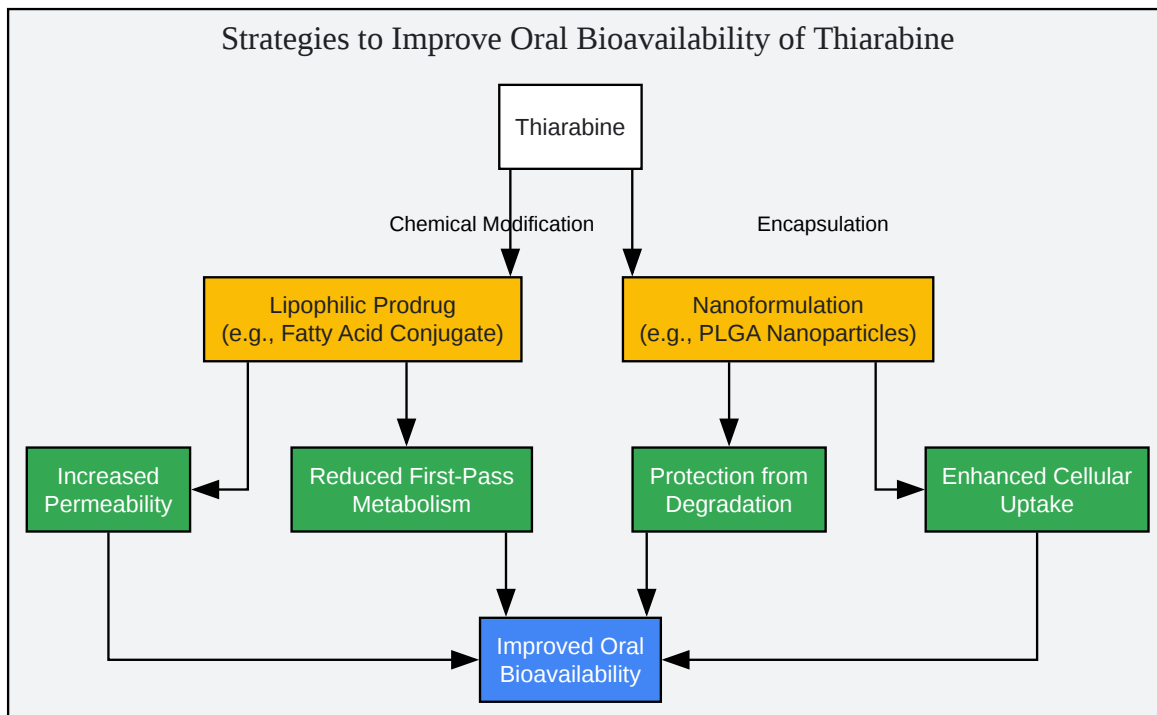 Strategies to Improve Oral Bioavailability of Thiarabine
Thiarabine
Chemical Modification
Encapsulation
Lipophilic Prodrug
(e.g., Fatty Acid Conjugate)
Nanoformulation
(e.g., PLGA Nanoparticles)
Increased
Permeability
Reduced First-Pass
Metabolism
Protection from
Degradation
Enhanced Cellular
Uptake
Improved Oral
Bioavailability